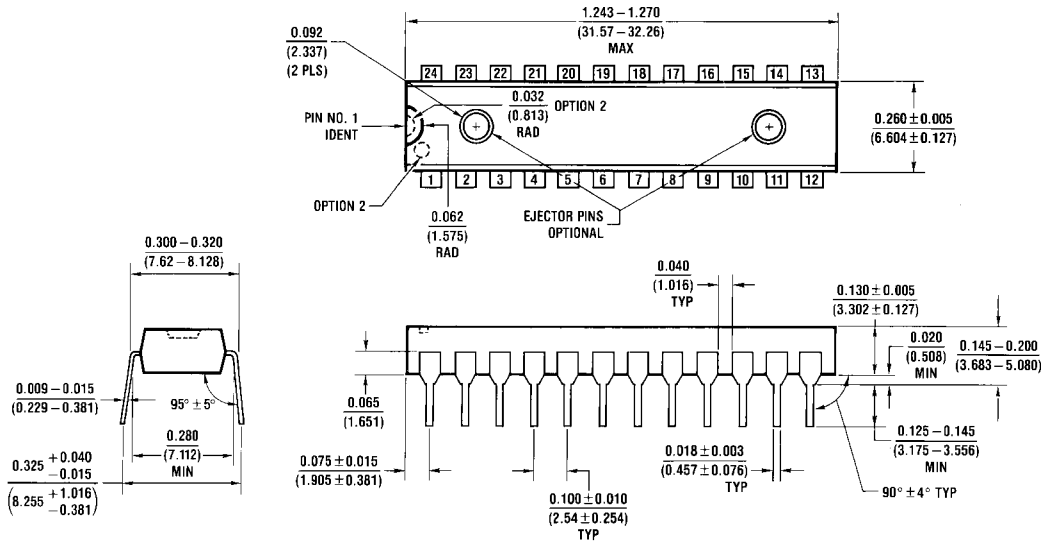 1.243 – 1.270
(31.57 – 32.26)
MAX
0.092
(2.337)
(2 PLS)
24 23 22 21 20 19 18 17 16 15 14 13
0.032
(0.813)
RAD
OPTION 2
PIN NO. 1
IDENT
0.260 ± 0.005
(6.604 ± 0.127)
1 2 3 4 5 6 7 8 9 10 11 12
OPTION 2
0.062
(1.575)
RAD
EJECTOR PINS
OPTIONAL
0.300 – 0.320
(7.62 – 8.128)
0.040
(1.016)
TYP
0.130 ± 0.005
(3.302 ± 0.127)
0.020
(0.508)
MIN
0.145 – 0.200
(3.683 – 5.080)
0.009 – 0.015
(0.229 – 0.381)
95° ± 5°
0.065
(1.651)
0.280
(7.112)
MIN
0.125 – 0.145
(3.175 – 3.556)
MIN
0.325 + 0.040
– 0.015
(8.255 + 1.016
– 0.381)
0.075 ± 0.015
(1.905 ± 0.381)
0.018 ± 0.003
(0.457 ± 0.076)
TYP
0.100 ± 0.010
(2.54 ± 0.254)
TYP
90° ± 4° TYP